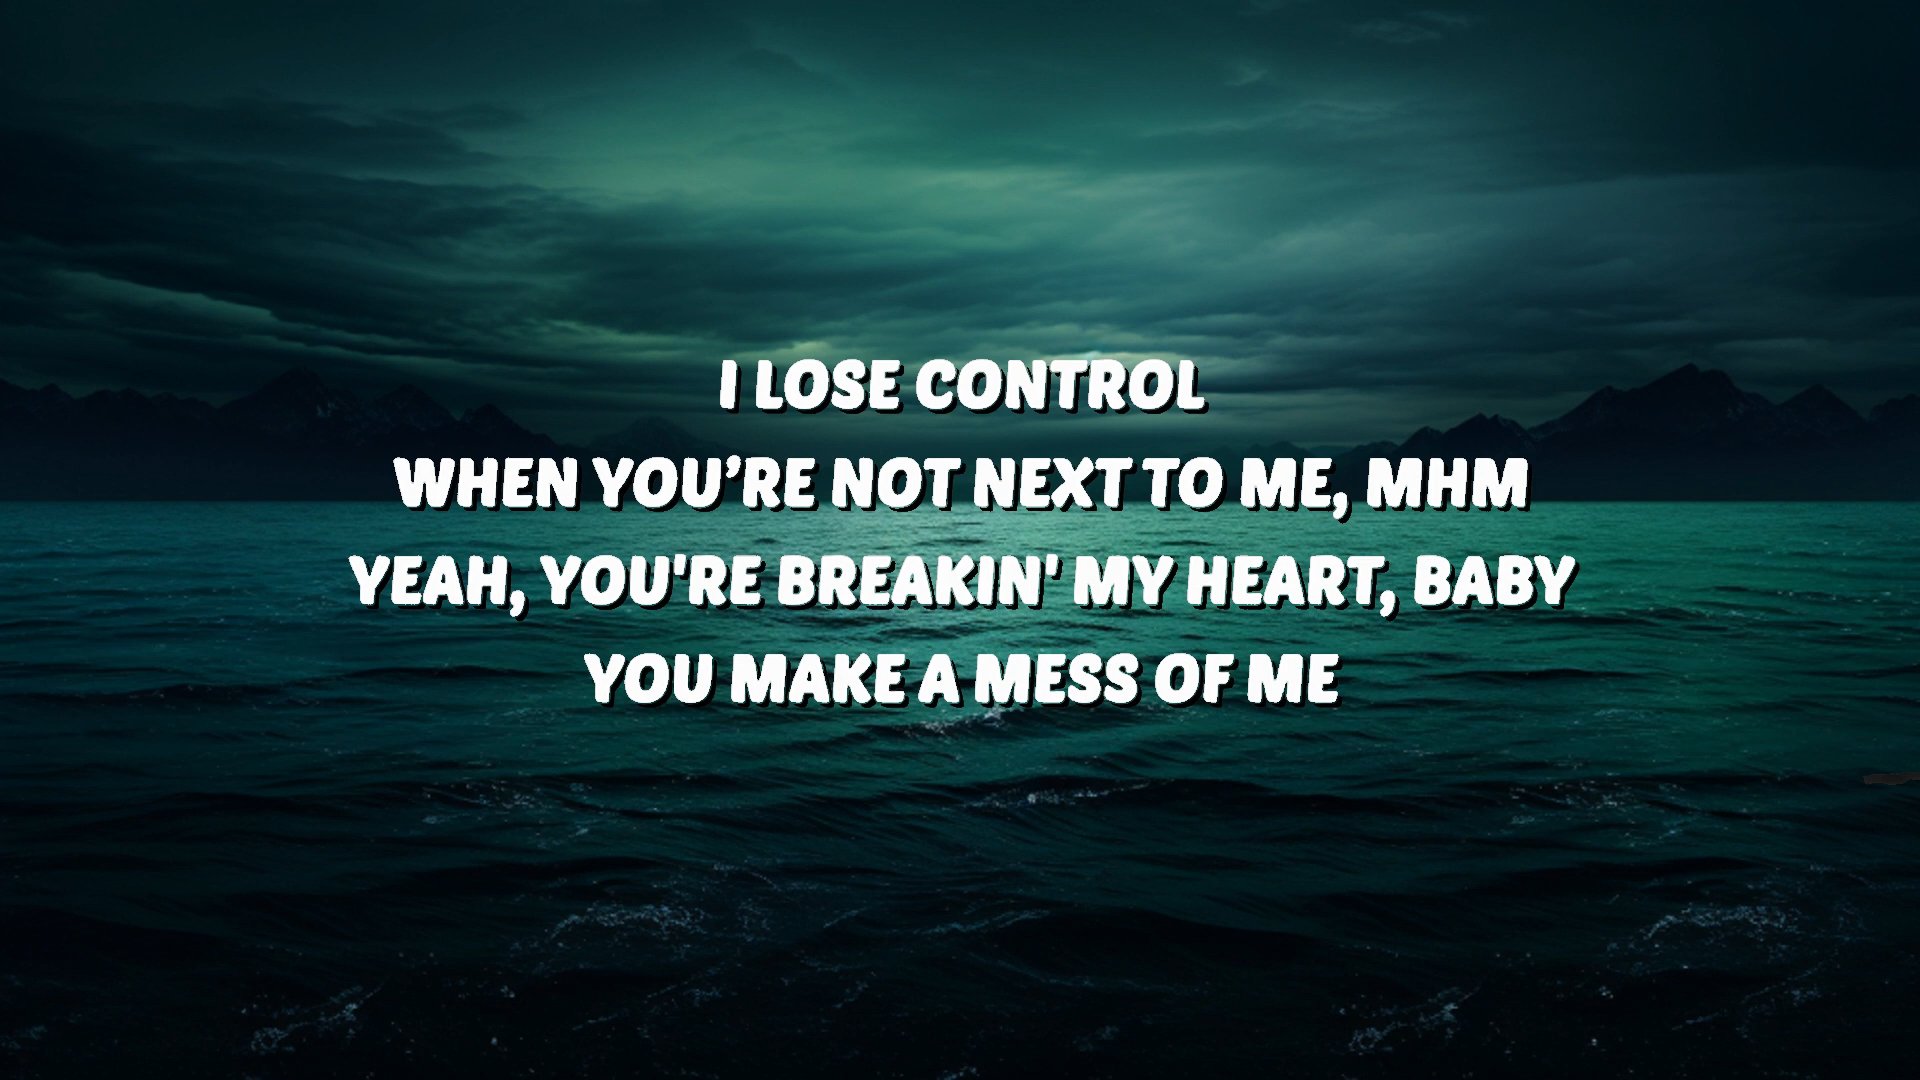 I LOSE CONTROL
WHEN YOU’RE NOT NEXT TO ME, MHM
YEAH, YOU'RE BREAKIN' MY HEART, BABY
YOU MAKE A MESS OF ME